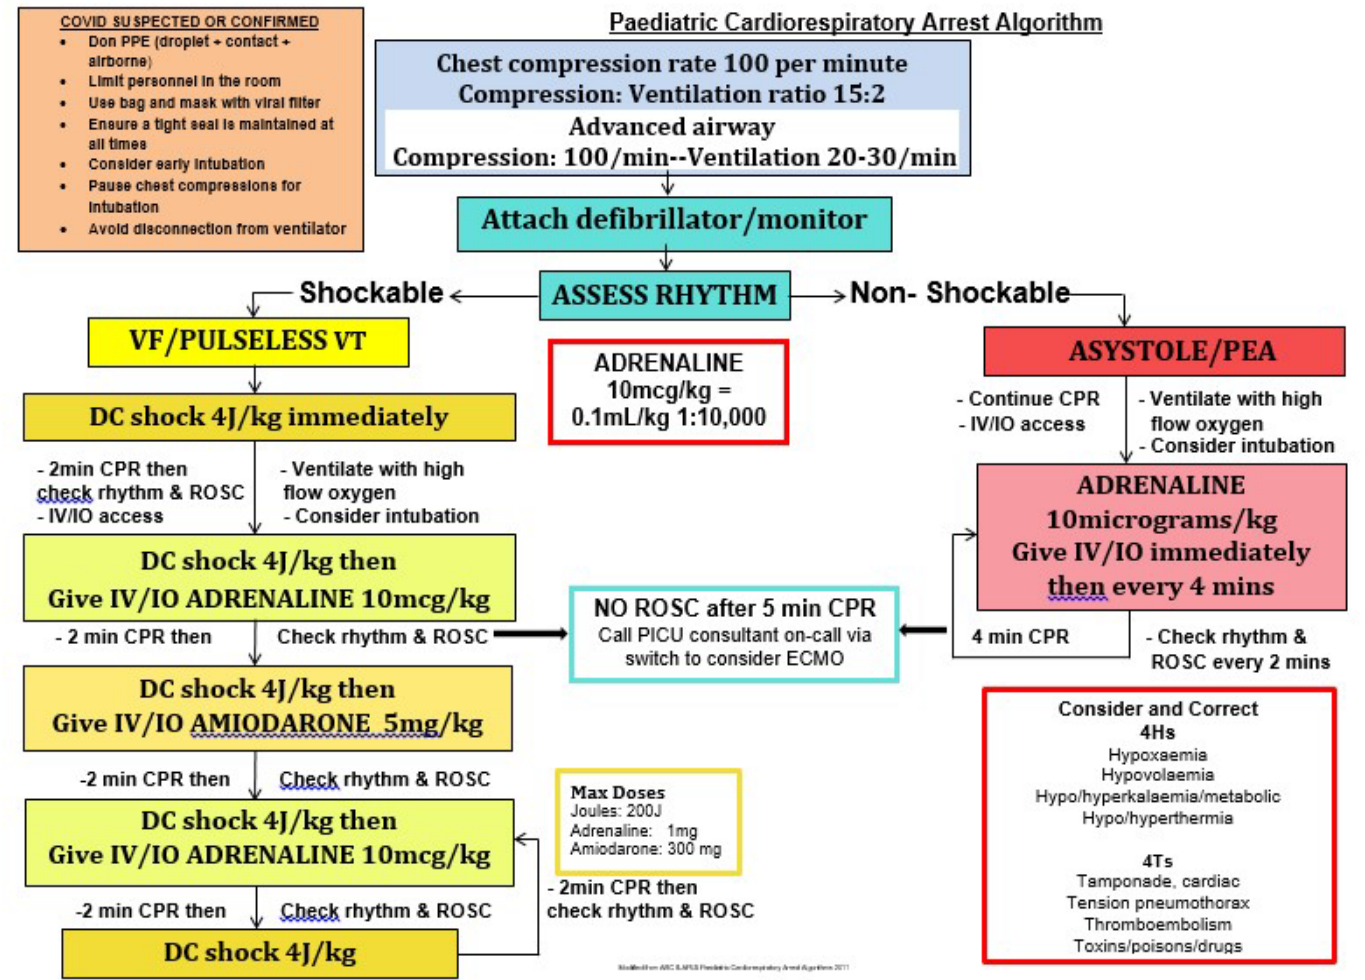 COVID SUSPECTED OR CONFIRMED
• Don PPE (droplet + contact +
airborne)
• Limit personnel in the room
• Use bag and mask with viral filter
• Ensure a tight seal is maintained at
all times
• Consider early intubation
• Pause chest compressions for
intubation
• Avoid disconnection from ventilator
Paediatric Cardiorespiratory Arrest Algorithm
Chest compression rate 100 per minute
Compression: Ventilation ratio 15:2
Advanced airway
Compression: 100/min--Ventilation 20-30/min
Attach defibrillator/monitor
ASSESS RHYTHM
Shockable
Non- Shockable
VF/PULSELESS VT
DC shock 4J/kg immediately
- 2min CPR then
check rhythm & ROSC
- IV/IO access
- Ventilate with high
flow oxygen
- Consider intubation
DC shock 4J/kg then
Give IV/IO ADRENALINE 10mcg/kg
- 2 min CPR then
Check rhythm & ROSC
DC shock 4J/kg then
Give IV/IO AMIODARONE 5mg/kg
-2 min CPR then
Check rhythm & ROSC
DC shock 4J/kg then
Give IV/IO ADRENALINE 10mcg/kg
-2 min CPR then
Check rhythm & ROSC
DC shock 4J/kg
- 2min CPR then
check rhythm & ROSC
ADRENALINE
10mcg/kg =
0.1mL/kg 1:10,000
NO ROSC after 5 min CPR
Call PICU consultant on-call via
switch to consider ECMO
Max Doses
Joules: 200J
Adrenaline: 1mg
Amiodarone: 300 mg
ASYSTOLE/PEA
- Continue CPR
- IV/IO access
- Ventilate with high
flow oxygen
- Consider intubation
ADRENALINE
10micrograms/kg
Give IV/IO immediately
then every 4 mins
4 min CPR
- Check rhythm &
ROSC every 2 mins
Consider and Correct
4Hs
Hypoxaemia
Hypovolaemia
Hypo/hyperkalaemia/metabolic
Hypo/hyperthermia
4Ts
Tamponade, cardiac
Tension pneumothorax
Thromboembolism
Toxins/poisons/drugs
Paediatric Cardiorespiratory Arrest Algorithms 2011